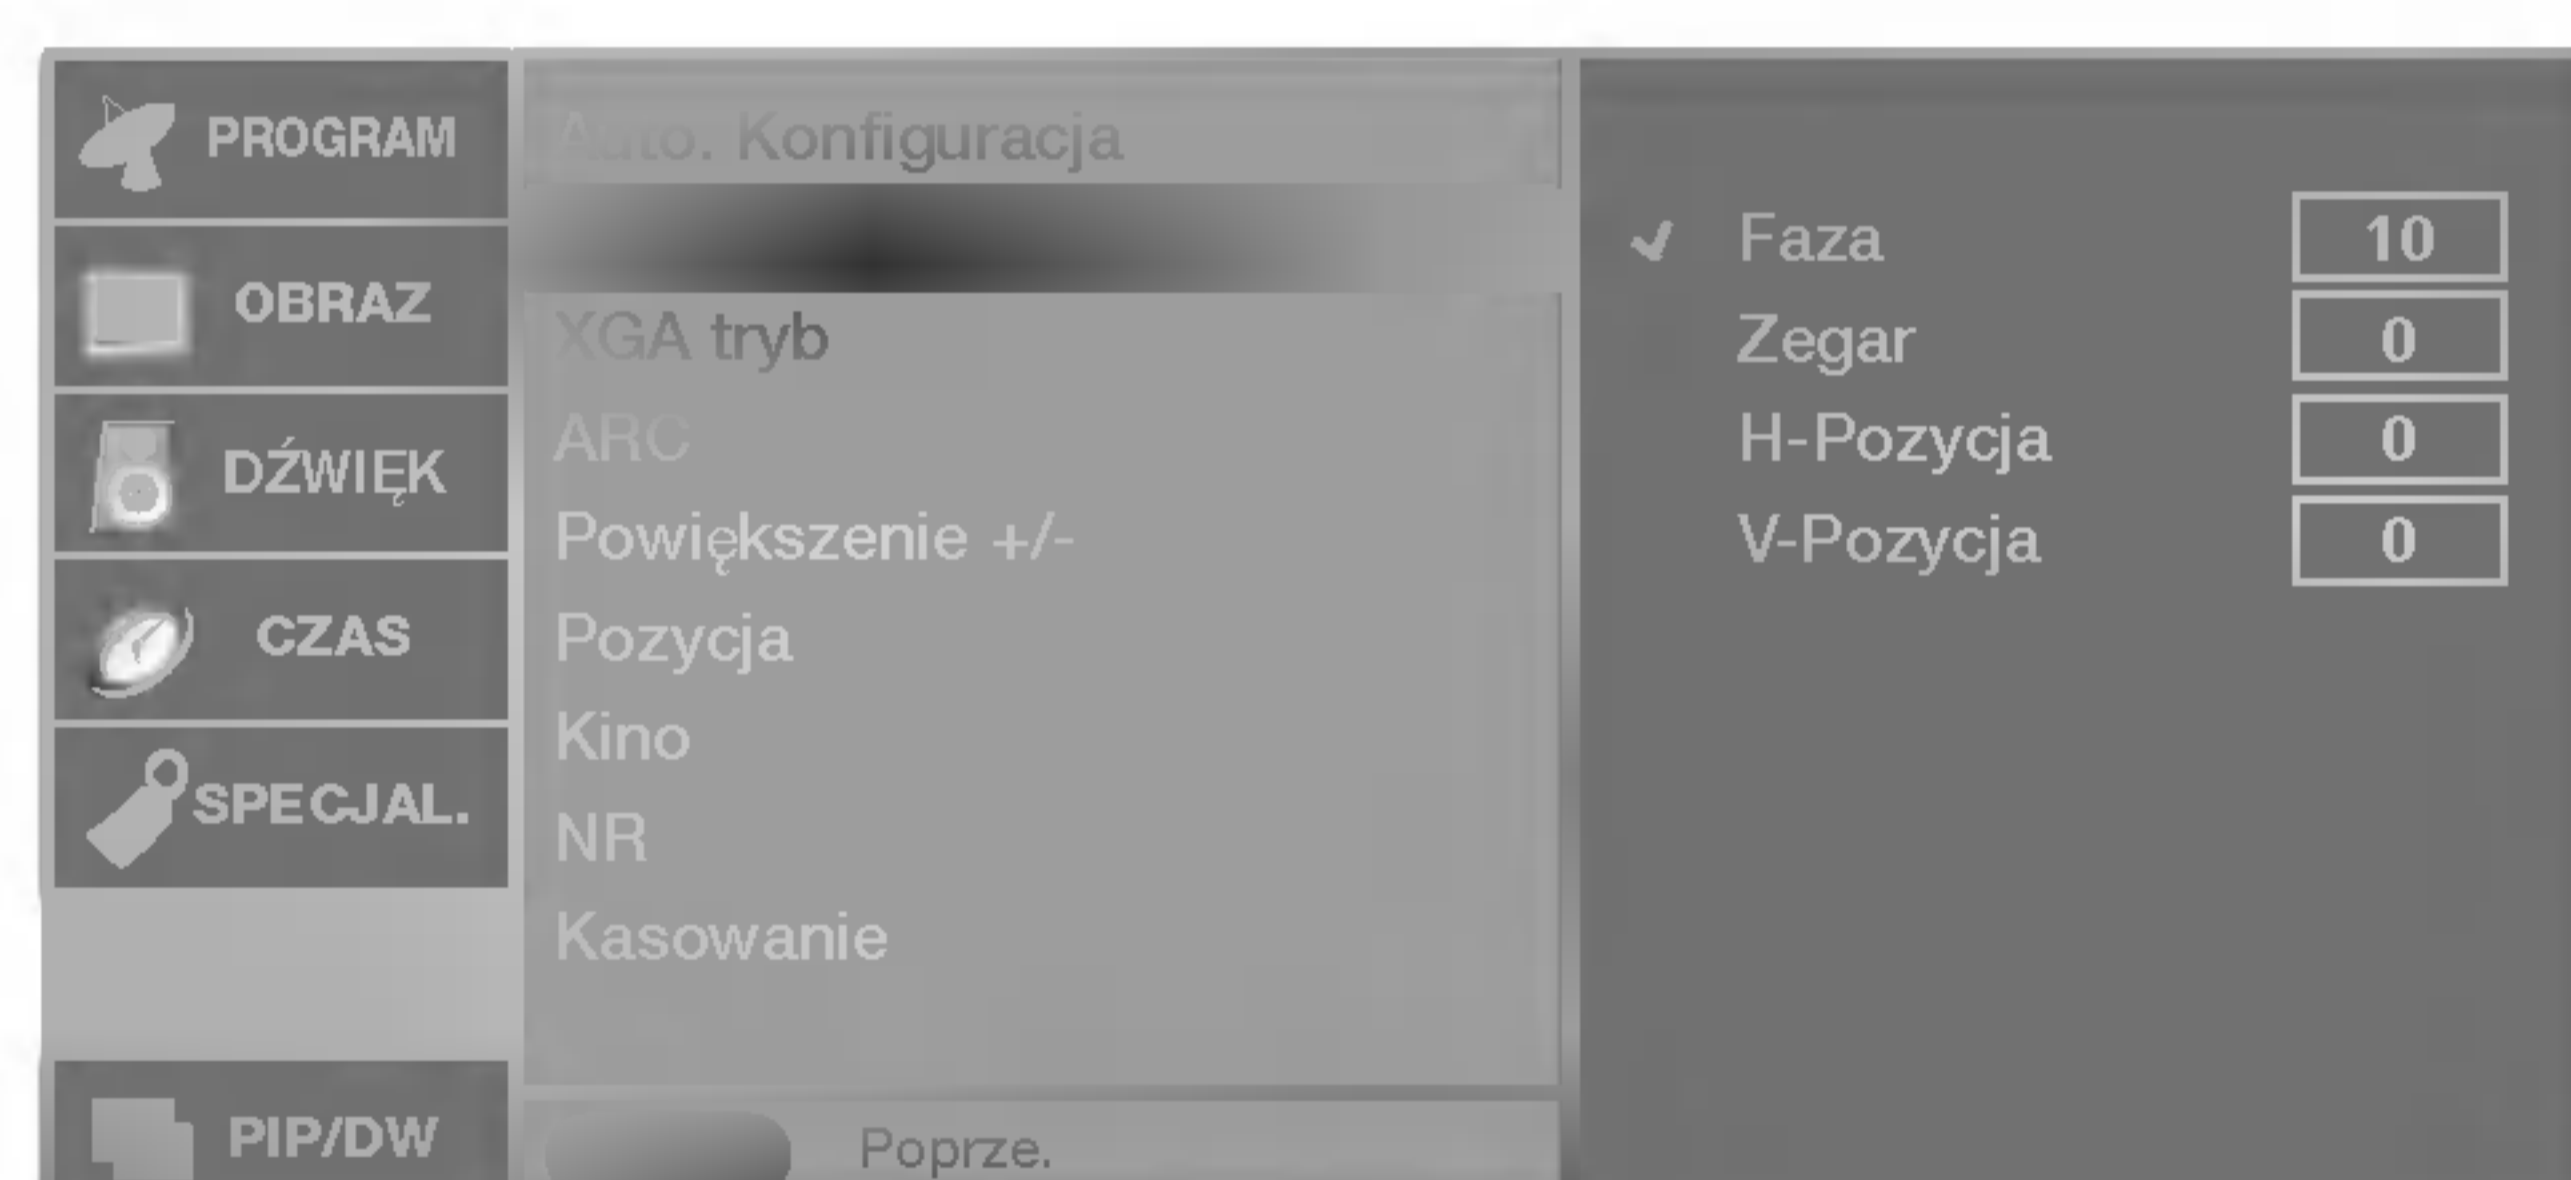 PROGRAM
OBRAZ
DŹWIĘK
CZAS
SPECJAL.
PIP/DW
Auto. Konfiguracja
XGA tryb
ARC
Powiększenie +/-
Pozycja
Kino
NR
Kasowanie
Poprze.
Faza 10
Zegar 0
H-Pozycja 0
V-Pozycja 0